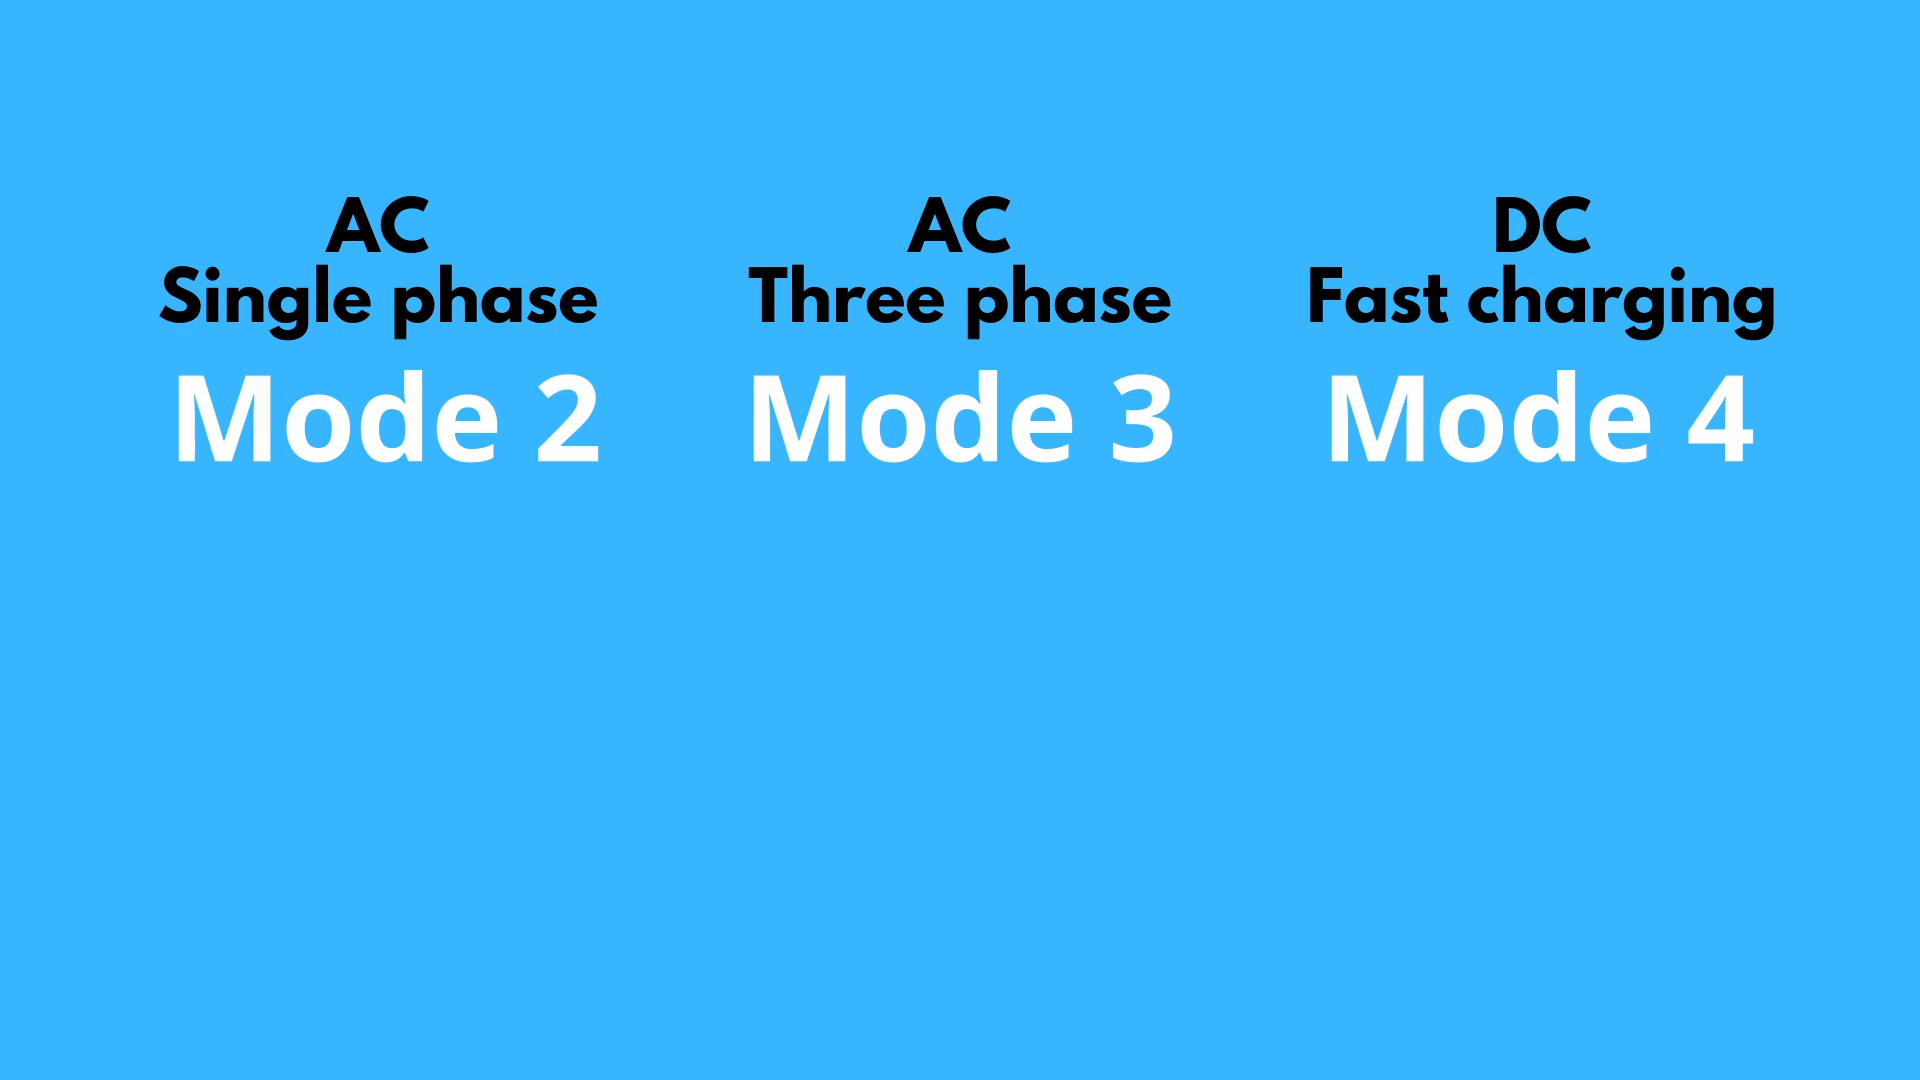 AC
Single phase
Mode 2
AC
Three phase
Mode 3
DC
Fast charging
Mode 4